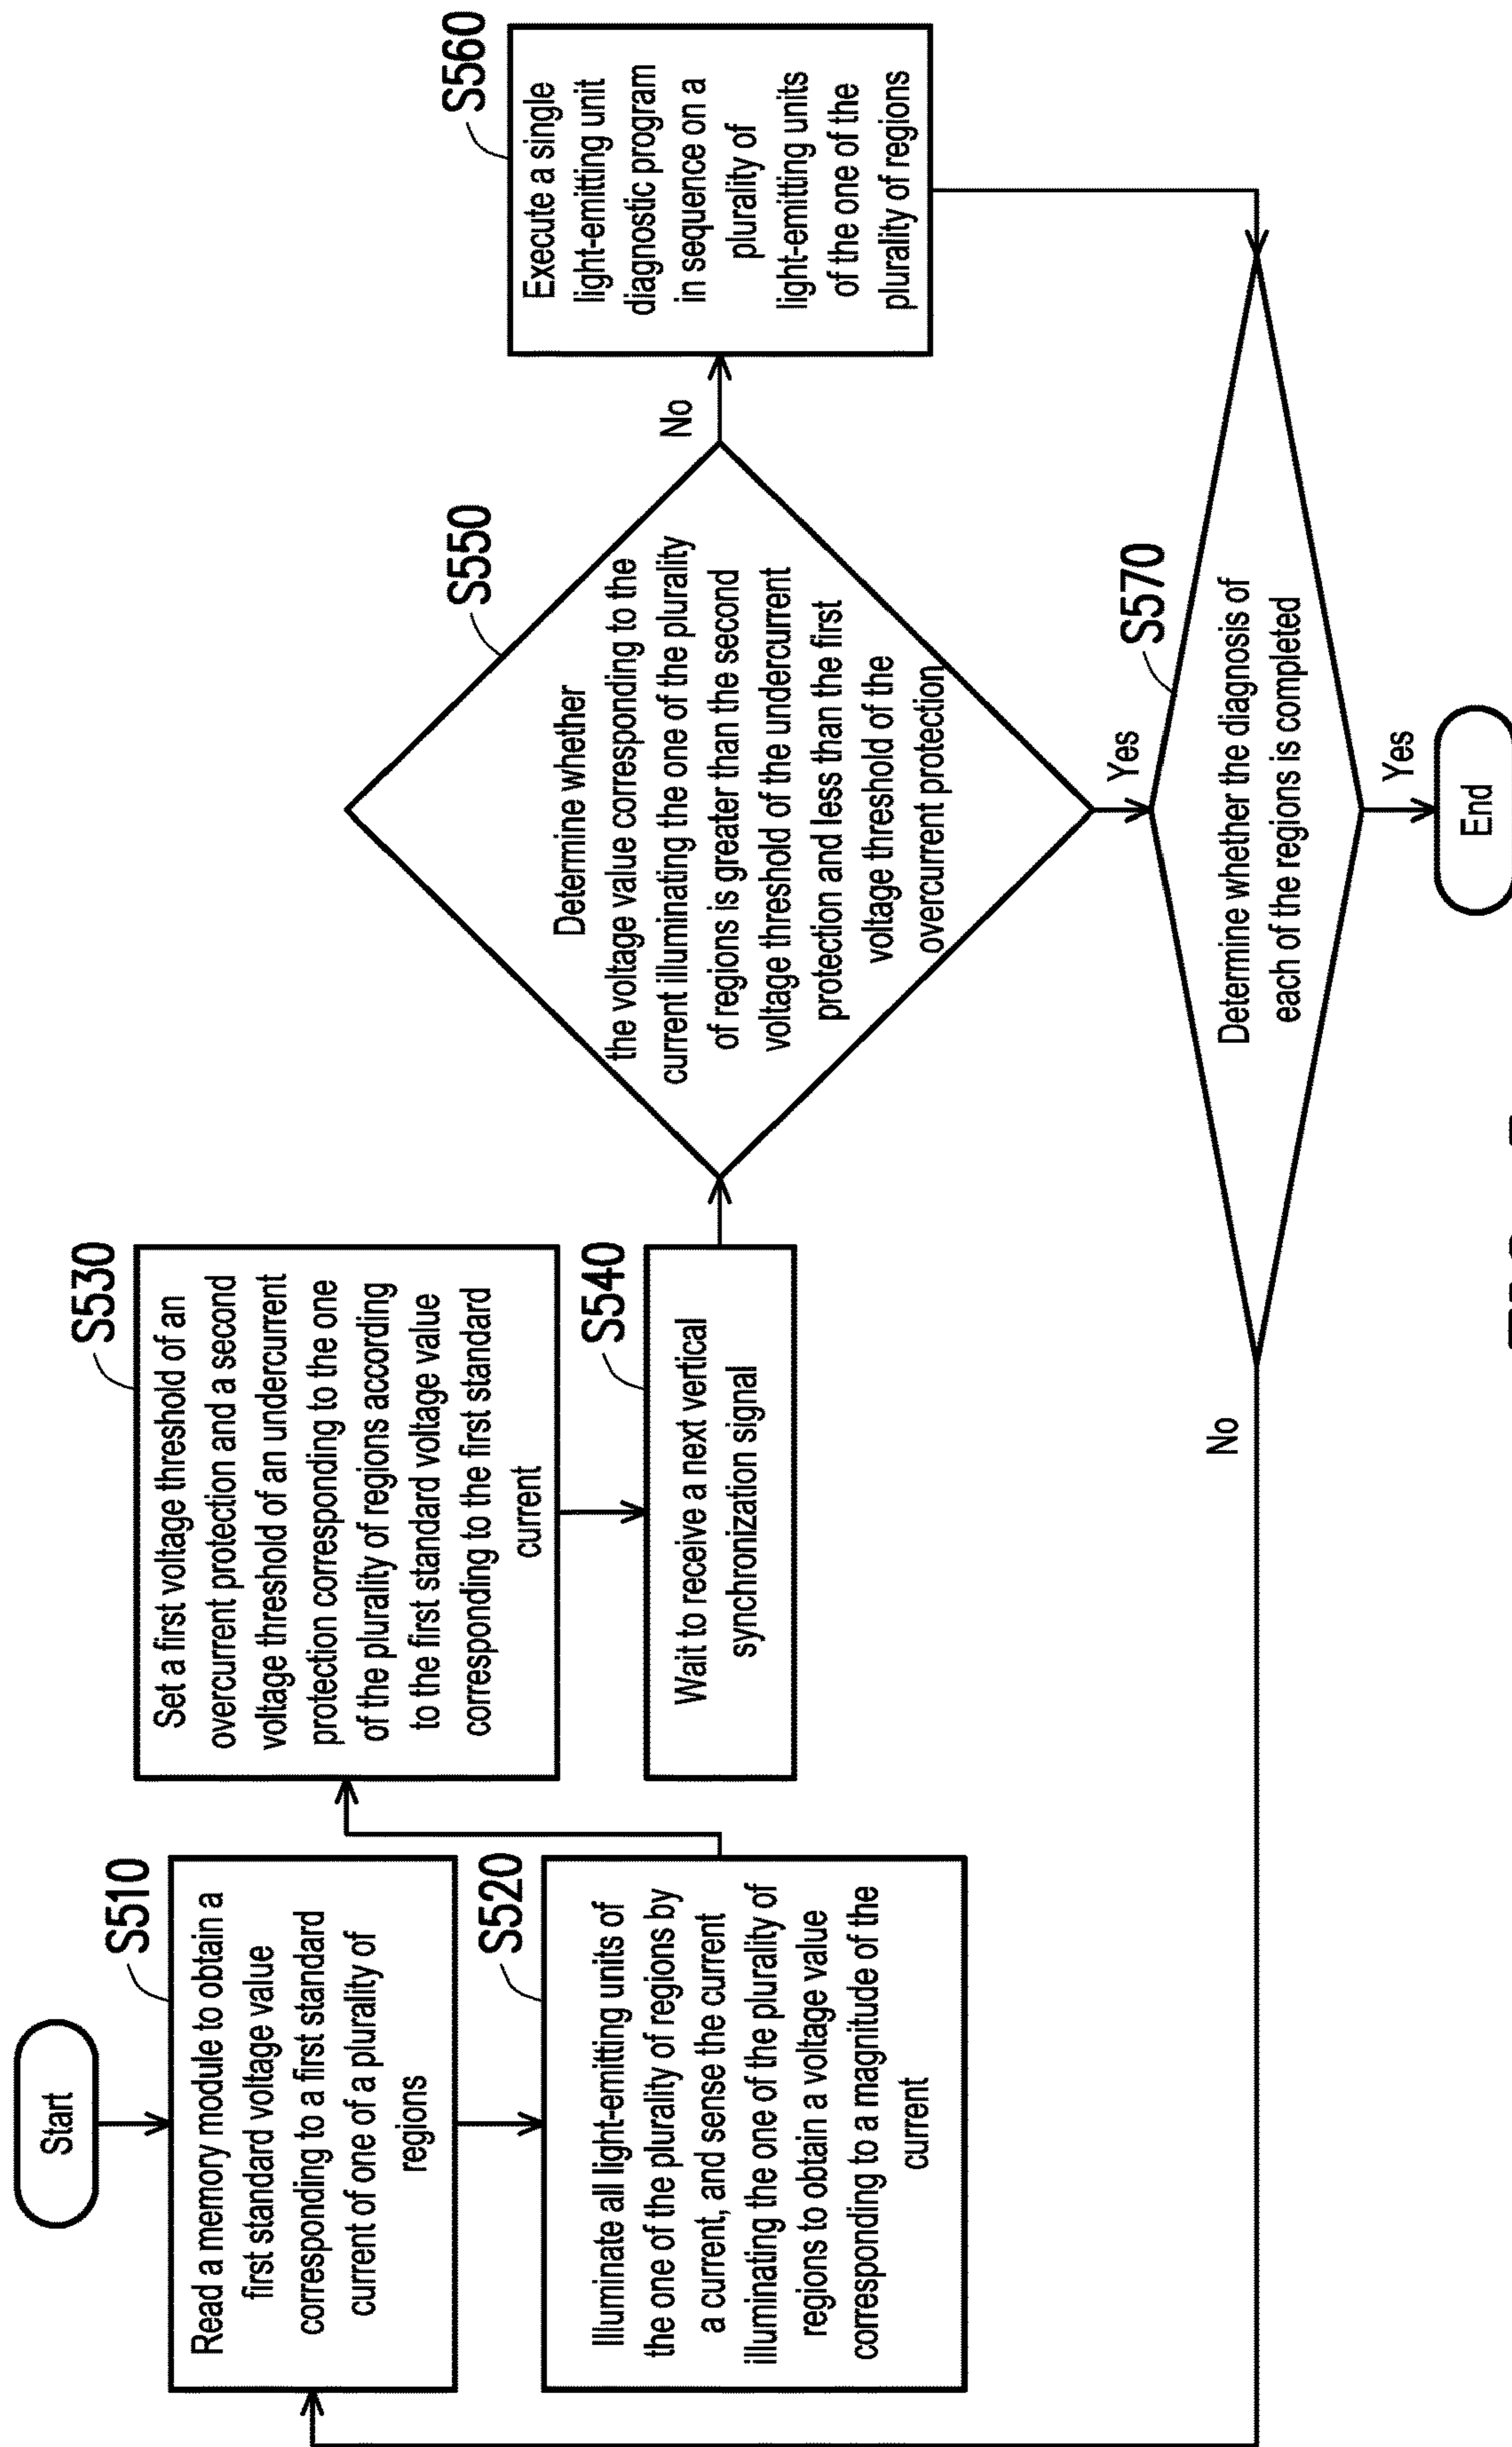 Start
S510
Read a memory module to obtain a
first standard voltage value
corresponding to a first standard
current of one of a plurality of
regions
S520
Illuminate all light-emitting units of
the one of the plurality of regions by
a current, and sense the current
illuminating the one of the plurality of
regions to obtain a voltage value
corresponding to a magnitude of the
current
S530
Set a first voltage threshold of an
overcurrent protection and a second
voltage threshold of an undercurrent
protection corresponding to the one
of the plurality of regions according
to the first standard voltage value
corresponding to the first standard
current
S540
Wait to receive a next vertical
synchronization signal
S550
Determine whether
the voltage value corresponding to the
current illuminating the one of the plurality
of regions is greater than the second
voltage threshold of the undercurrent
protection and less than the first
voltage threshold of the
overcurrent protection
No
S560
Execute a single
light-emitting unit
diagnostic program
in sequence on a
plurality of
light-emitting units
of the one of the
plurality of regions
Yes
S570
Determine whether the diagnosis of
each of the regions is completed
No
Yes
End